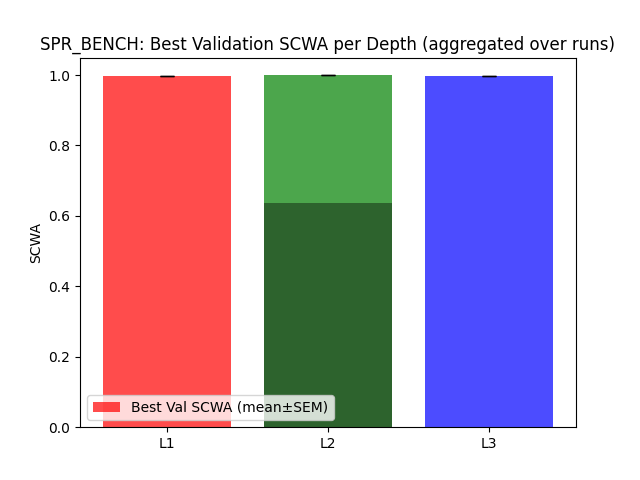 SPR_BENCH: Best Validation SCWA per Depth (aggregated over runs)
1.0
0.8
0.6
0.4
0.2
0.0
SCWA
Best Val SCWA (mean±SEM)
L1
L2
L3